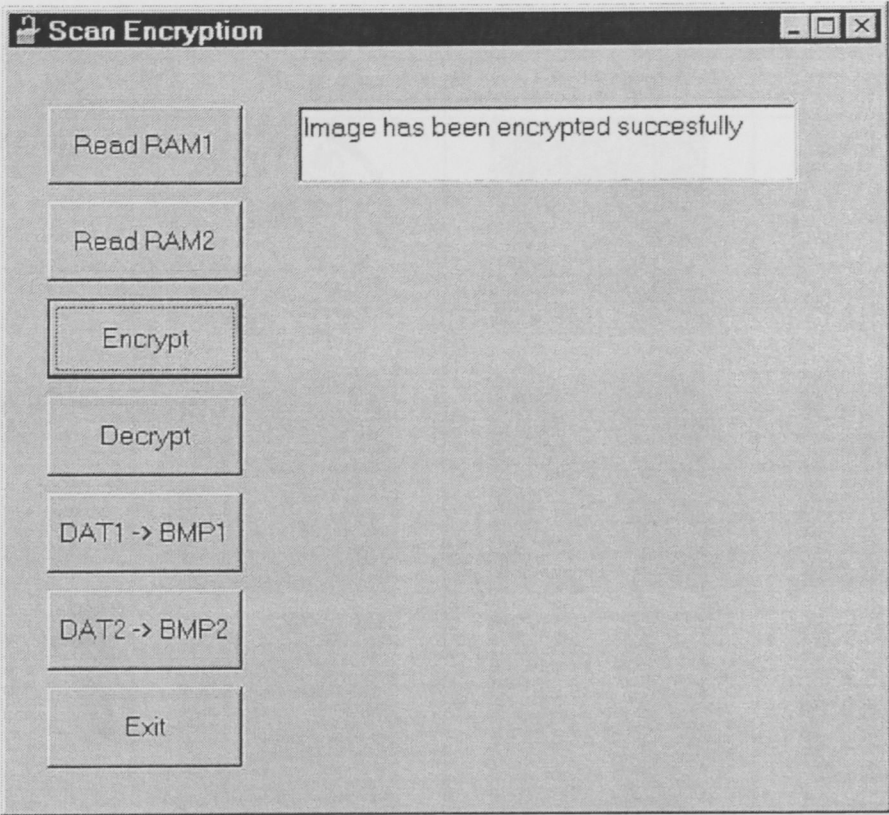 Scan Encryption
Read RAM1
Image has been encrypted succesfully
Read RAM2
Encrypt
Decrypt
DAT1 -> BMP1
DAT2 -> BMP2
Exit